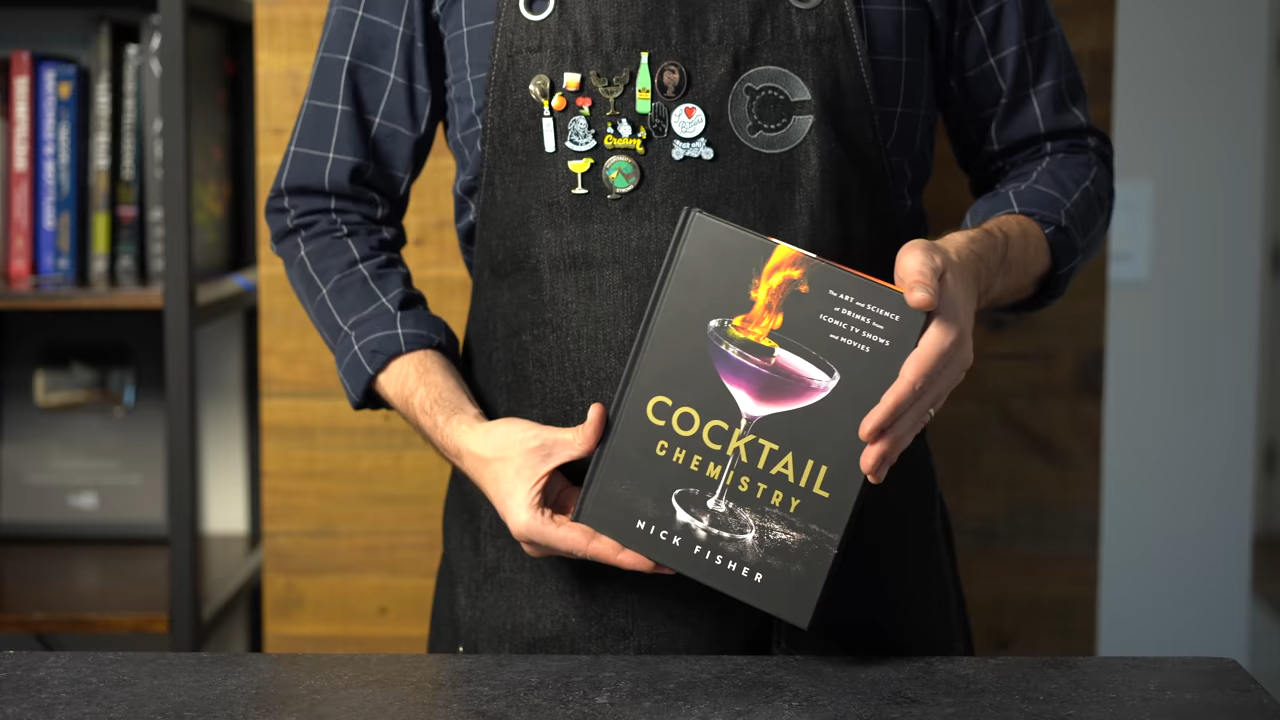 Cream
The ART and SCIENCE
of DRINKS from
ICONIC TV SHOWS
and MOVIES
COCKTAIL
CHEMISTRY
NICK FISHER